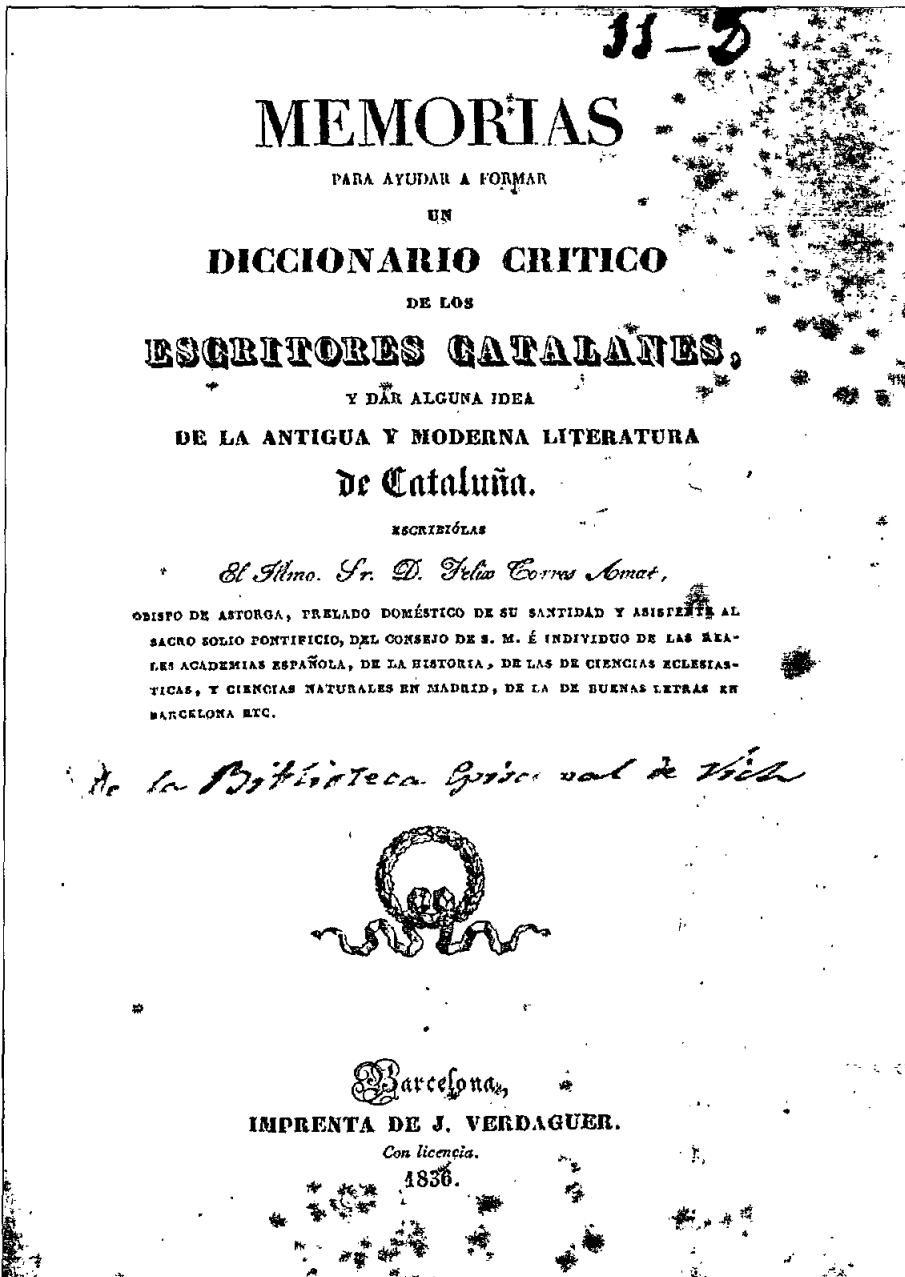 11-D
MEMORIAS
PARA AYUDAR A FORMAR
UN
DICCIONARIO CRITICO
DE LOS
ESCRITORES CATALANES,
Y DAR ALGUNA IDEA
DE LA ANTIGUA Y MODERNA LITERATURA
de Cataluña.
ESCRIBIÓLAS
El Illmo. Sr. D. Felix Torres Amat,
OBISPO DE ASTORGA, PRELADO DOMÉSTICO DE SU SANTIDAD Y ASISTENTE AL
SACRO SOLIO PONTIFICIO, DEL CONSEJO DE S. M. É INDIVIDUO DE LAS REA-
LES ACADEMIAS ESPAÑOLA, DE LA HISTORIA, DE LAS DE CIENCIAS ECLESIAS-
TICAS, Y CIENCIAS NATURALES EN MADRID, DE LA DE BUENAS LETRAS EN
BARCELONA ETC.
De la Biblioteca Episcopal de Vich
Barcelona,
IMPRENTA DE J. VERDAGUER.
Con licencia.
1836.